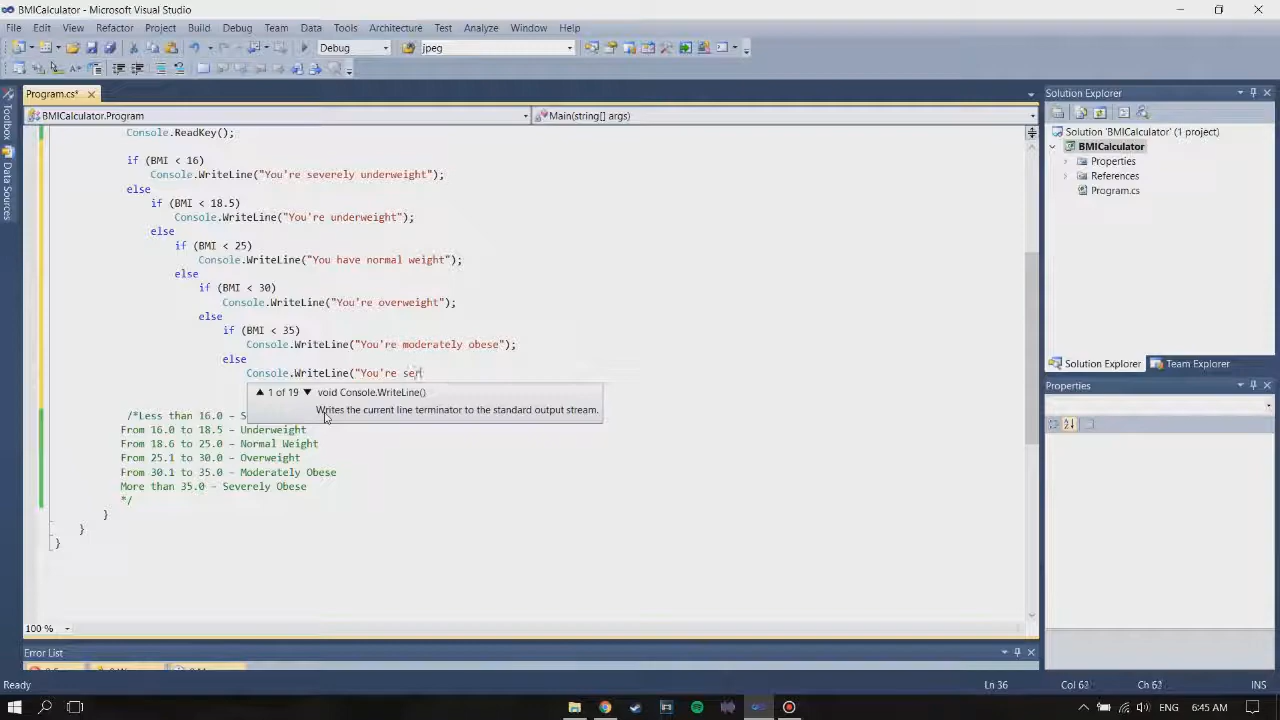 BMICalculator - Microsoft Visual Studio
File Edit View Refactor Project Build Debug Team Data Tools Architecture Test Analyze Window Help
Debug jpeg
Program.cs*
BMICalculator.Program Main(string[] args)
Console.ReadKey();
if (BMI < 16)
Console.WriteLine("You're severely underweight");
else
if (BMI < 18.5)
Console.WriteLine("You're underweight");
else
if (BMI < 25)
Console.WriteLine("You have normal weight");
else
if (BMI < 30)
Console.WriteLine("You're overweight");
else
if (BMI < 35)
Console.WriteLine("You're moderately obese");
else
Console.WriteLine("You're ser
1 of 19 void Console.WriteLine()
Writes the current line terminator to the standard output stream.
/*Less than 16.0 - S
From 16.0 to 18.5 - Underweight
From 18.6 to 25.0 - Normal Weight
From 25.1 to 30.0 - Overweight
From 30.1 to 35.0 - Moderately Obese
More than 35.0 - Severely Obese
*/
}
}
}
100 %
Error List
Toolbox
Data Sources
Solution Explorer
Solution 'BMICalculator' (1 project)
BMICalculator
Properties
References
Program.cs
Solution Explorer Team Explorer
Properties
Ready Ln 36 INS
ENG 6:45 AM